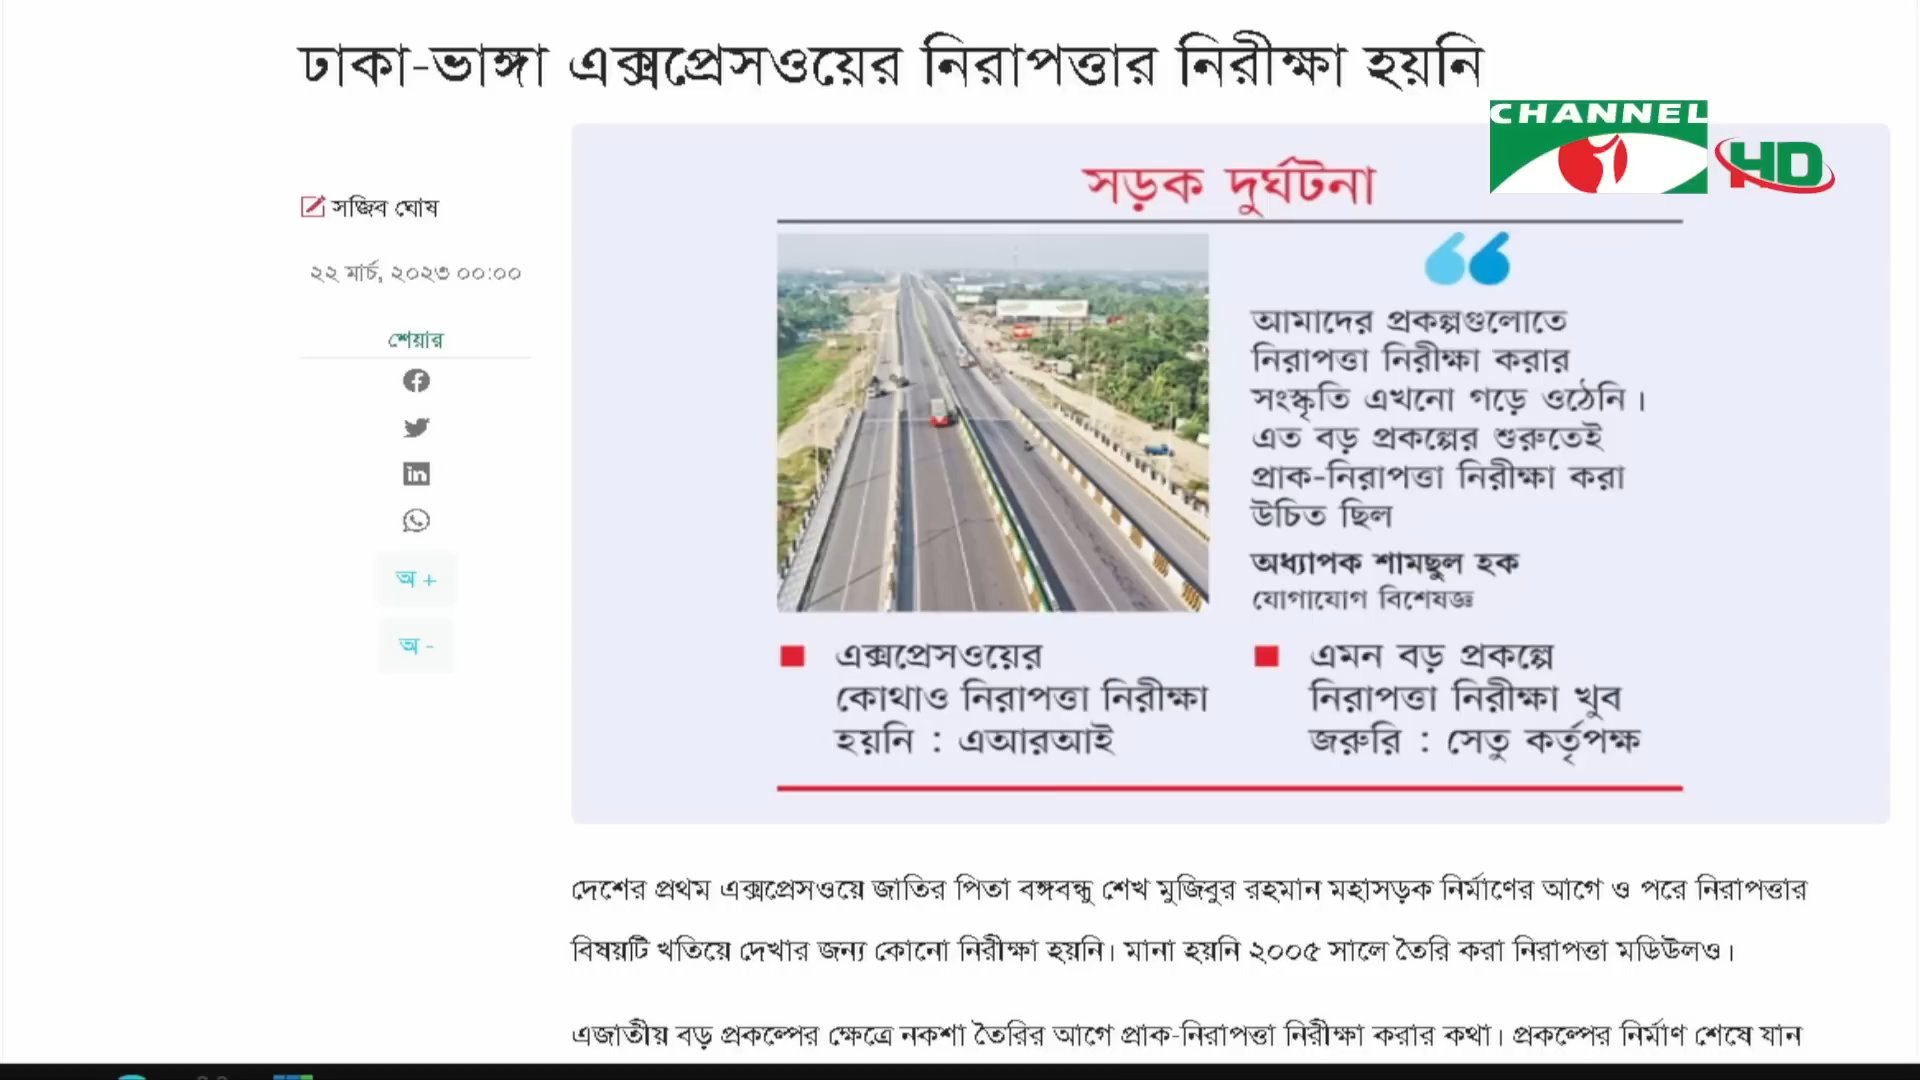 ঢাকা-ভাঙ্গা এক্সপ্রেসওয়ের নিরাপত্তার নিরীক্ষা হয়নি
CHANNEL
HD
সজিব ঘোষ
২২ মার্চ, ২০২৩ ০০:০০
শেয়ার
অ +
অ -
সড়ক দুর্ঘটনা
আমাদের প্রকল্পগুলোতে
নিরাপত্তা নিরীক্ষা করার
সংস্কৃতি এখনো গড়ে ওঠেনি।
এত বড় প্রকল্পের শুরুতেই
প্রাক-নিরাপত্তা নিরীক্ষা করা
উচিত ছিল
অধ্যাপক শামছুল হক
যোগাযোগ বিশেষজ্ঞ
এক্সপ্রেসওয়ের
কোথাও নিরাপত্তা নিরীক্ষা
হয়নি : এআরআই
এমন বড় প্রকল্পে
নিরাপত্তা নিরীক্ষা খুব
জরুরি : সেতু কর্তৃপক্ষ
দেশের প্রথম এক্সপ্রেসওয়ে জাতির পিতা বঙ্গবন্ধু শেখ মুজিবুর রহমান মহাসড়ক নির্মাণের আগে ও পরে নিরাপত্তার
বিষয়টি খতিয়ে দেখার জন্য কোনো নিরীক্ষা হয়নি। মানা হয়নি ২০০৫ সালে তৈরি করা নিরাপত্তা মডিউলও।
এজাতীয় বড় প্রকল্পের ক্ষেত্রে নকশা তৈরির আগে প্রাক-নিরাপত্তা নিরীক্ষা করার কথা। প্রকল্পের নির্মাণ শেষে যান